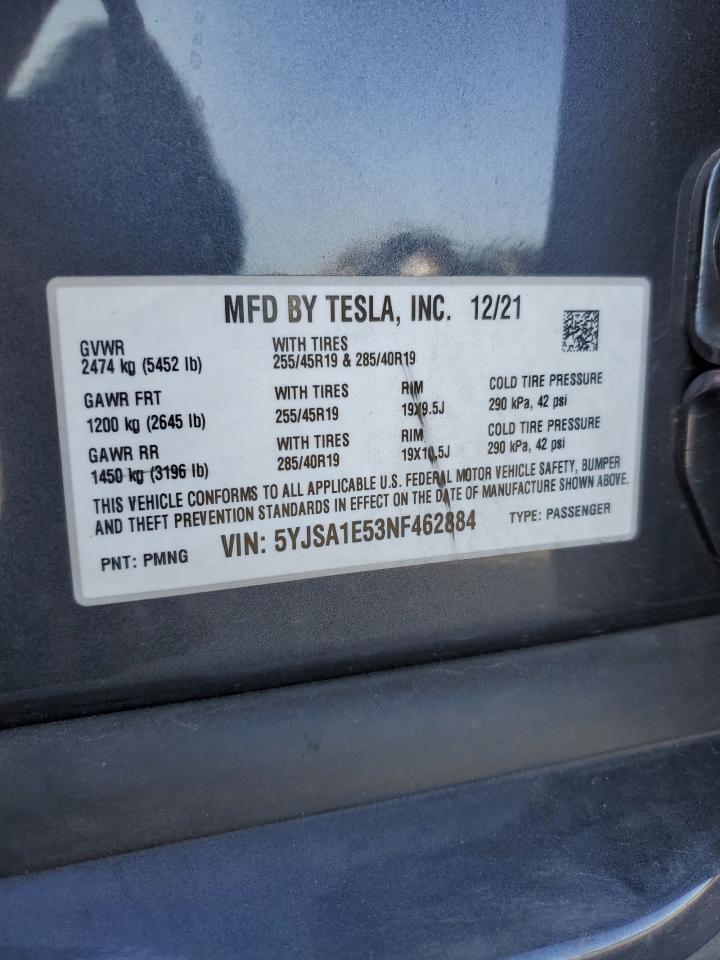 MFD BY TESLA, INC. 12/21
GVWR
2474 kg (5452 lb)
WITH TIRES
255/45R19 & 285/40R19
GAWR FRT
1200 kg (2645 lb)
WITH TIRES
255/45R19
RIM
19X9.5J
COLD TIRE PRESSURE
290 kPa, 42 psi
GAWR RR
1450 kg (3196 lb)
WITH TIRES
285/40R19
RIM
19X10.5J
COLD TIRE PRESSURE
290 kPa, 42 psi
THIS VEHICLE CONFORMS TO ALL APPLICABLE U.S. FEDERAL MOTOR VEHICLE SAFETY, BUMPER
AND THEFT PREVENTION STANDARDS IN EFFECT ON THE DATE OF MANUFACTURE SHOWN ABOVE.
PNT: PMNG
VIN: 5YJSA1E53NF462884
TYPE: PASSENGER